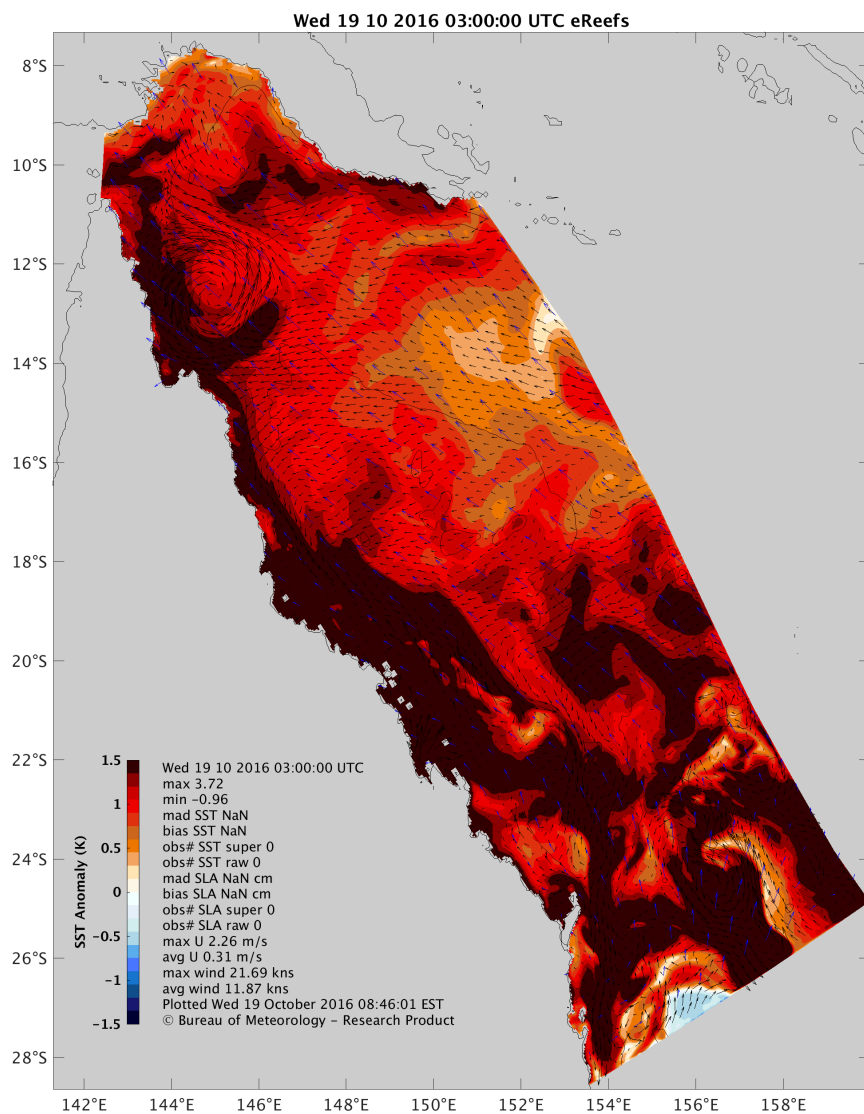 Wed 19 10 2016 03:00:00 UTC eReefs
8°S
10°S
12°S
14°S
16°S
18°S
20°S
22°S
24°S
26°S
28°S
SST Anomaly (K)
1.5
1
0.5
0
−0.5
−1
−1.5
Wed 19 10 2016 03:00:00 UTC
max 3.72
min −0.96
mad SST NaN
bias SST NaN
obs# SST super 0
obs# SST raw 0
mad SLA NaN cm
bias SLA NaN cm
obs# SLA super 0
obs# SLA raw 0
max U 2.26 m/s
avg U 0.31 m/s
max wind 21.69 kns
avg wind 11.87 kns
Plotted Wed 19 October 2016 08:46:01 EST
© Bureau of Meteorology − Research Product
142°E 144°E 146°E 148°E 150°E 152°E 154°E 156°E 158°E